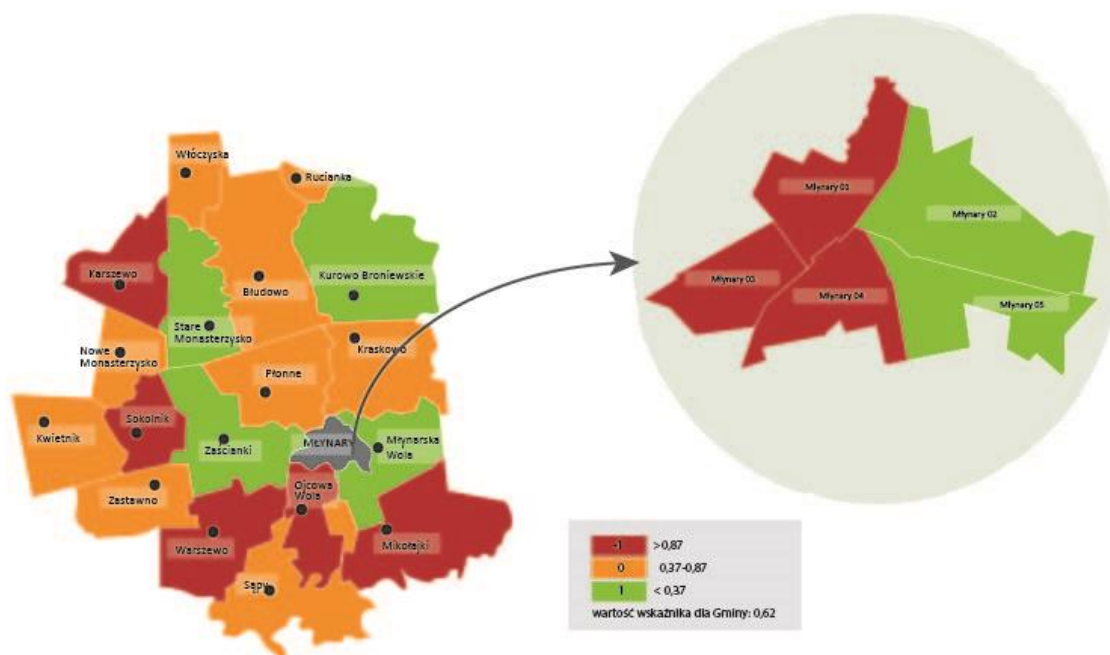 Włóczyska
Rucianka
Karszewo
Kurowo Broniewskie
Błudowo
Stare
Monasterzysko
Nowe
Monasterzysko
Kraskowo
Płonne
Sokolnik
Kwietnik
Zaścianki
MŁYNARY
Młynarska
Wola
Zastawno
Ojcowa
Wola
Warszewo
Mikołajki
Sąpy
Młynary 01
Młynary 02
Młynary 03
Młynary 04
Młynary 05
-1 >0,87
0 0,37-0,87
1 < 0,37
wartość wskaźnika dla Gminy: 0,62